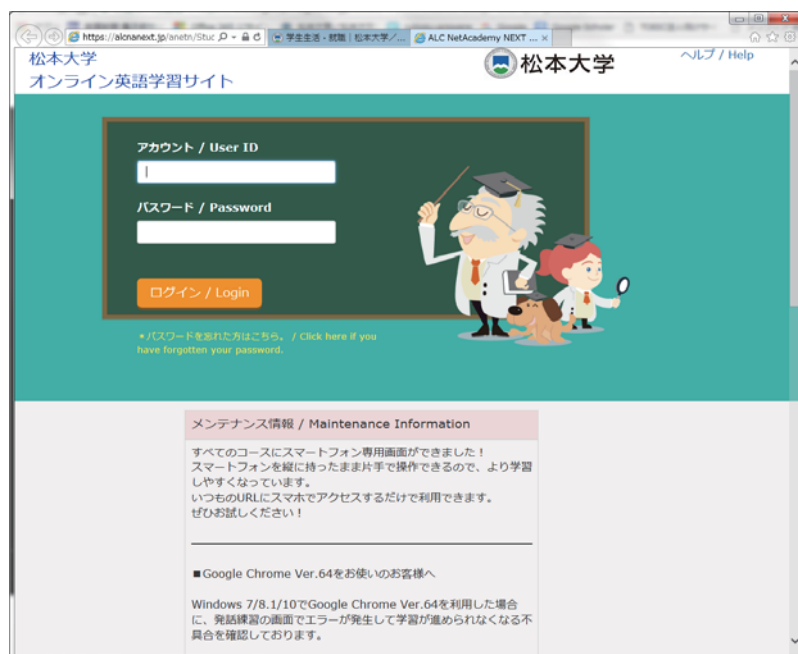 https://alcnanext.jp/anetn/Stuc
学生生活・就職 | 松本大学/...
ALC NetAcademy NEXT ...
松本大学
オンライン英語学習サイト
松本大学
ヘルプ / Help
アカウント / User ID
パスワード / Password
ログイン / Login
*パスワードを忘れた方はこちら。 / Click here if you
have forgotten your password.
メンテナンス情報 / Maintenance Information
すべてのコースにスマートフォン専用画面ができました！
スマートフォンを縦に持ったまま片手で操作できるので、より学習
しやすくなっています。
いつものURLにスマホでアクセスするだけで利用できます。
ぜひお試しください！
■Google Chrome Ver.64をお使いのお客様へ
Windows 7/8.1/10でGoogle Chrome Ver.64を利用した場合
に、発話練習の画面でエラーが発生して学習が進められなくなる不
具合を確認しております。